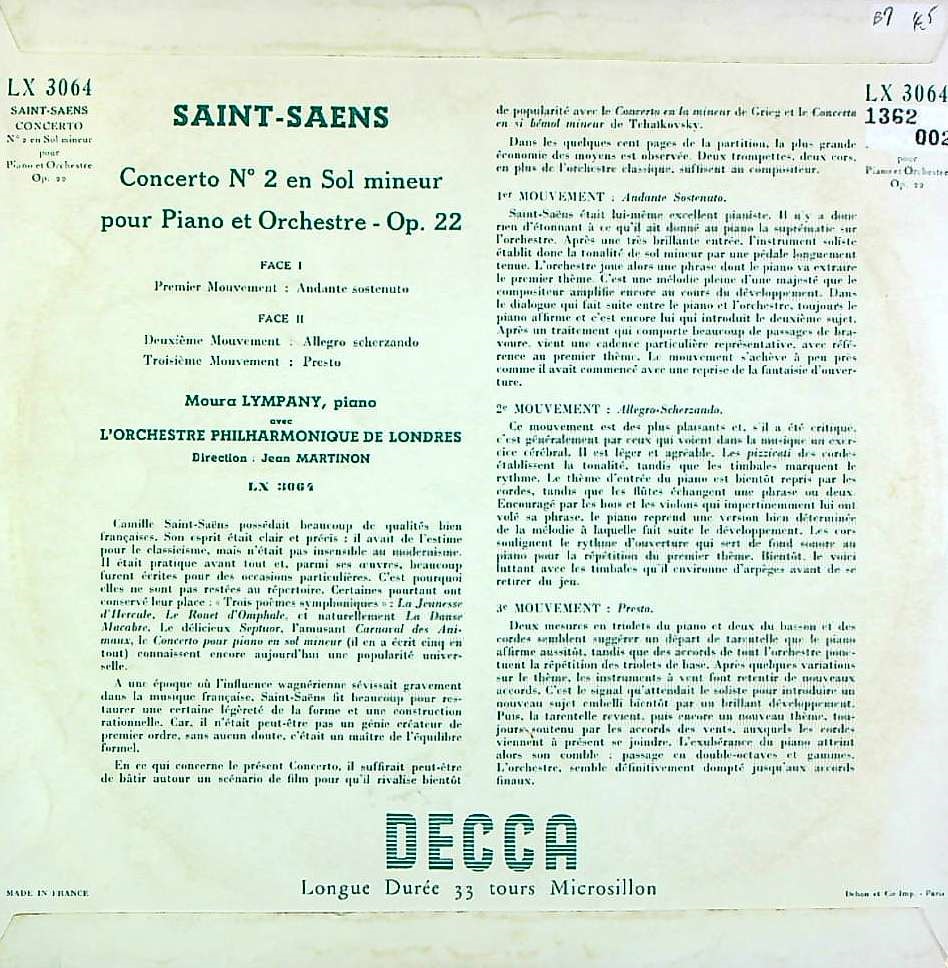 B7 45
LX 3064
SAINT-SAENS
CONCERTO
N° 2 en Sol mineur
pour
Piano et Orchestre
Op. 22
SAINT-SAENS
Concerto N° 2 en Sol mineur
pour Piano et Orchestre - Op. 22
FACE I
Premier Mouvement : Andante sostenuto
FACE II
Deuxième Mouvement : Allegro scherzando
Troisième Mouvement : Presto
Moura LYMPANY, piano
avec
L'ORCHESTRE PHILHARMONIQUE DE LONDRES
Direction : Jean MARTINON
LX 3064
Camille Saint-Saëns possédait beaucoup de qualités bien
françaises. Son esprit était clair et précis ; il avait de l'estime
pour le classicisme, mais n'était pas insensible au modernisme.
Il était pratique avant tout et, parmi ses œuvres, beaucoup
furent écrites pour des occasions particulières. C'est pourquoi
elles ne sont pas restées au répertoire. Certaines pourtant ont
conservé leur place : « Trois poèmes symphoniques » : La Jeunesse
d'Hercule, Le Rouet d'Omphale, et naturellement La Danse
Macabre. Le délicieux Septuor, l'amusant Carnaval des Ani-
maux, le Concerto pour piano en sol mineur (il en a écrit cinq en
tout) connaissent encore aujourd'hui une popularité univer-
selle.
A une époque où l'influence wagnérienne sévissait gravement
dans la musique française, Saint-Saëns fit beaucoup pour res-
taurer une certaine légèreté de la forme et une construction
rationnelle. Car, il n'était peut-être pas un génie créateur de
premier ordre, sans aucun doute, c'était un maître de l'équilibre
formel.
En ce qui concerne le présent Concerto, il suffirait peut-être
de bâtir autour un scénario de film pour qu'il rivalise bientôt
de popularité avec le Concerto en la mineur de Grieg et le Concerto
en si bémol mineur de Tchaïkovsky.
Dans les quelques cent pages de la partition, la plus grande
économie des moyens est observée. Deux trompettes, deux cors,
en plus de l'orchestre classique, suffisent au compositeur.
1er MOUVEMENT : Andante Sostenuto.
Saint-Saëns était lui-même excellent pianiste. Il n'y a donc
rien d'étonnant à ce qu'il ait donné au piano la suprématie sur
l'orchestre. Après une très brillante entrée, l'instrument soliste
établit donc la tonalité de sol mineur par une pédale longuement
tenue. L'orchestre joue alors une phrase dont le piano va extraire
le premier thème. C'est une mélodie pleine d'une majesté que le
compositeur amplifie encore au cours du développement. Dans
le dialogue qui fait suite entre le piano et l'orchestre, toujours le
piano affirme et c'est encore lui qui introduit le deuxième sujet.
Après un traitement qui comporte beaucoup de passages de bra-
voure, vient une cadence particulière représentative, avec réfé-
rence au premier thème. Le mouvement s'achève à peu près
comme il avait commencé avec une reprise de la fantaisie d'ouver-
ture.
2e MOUVEMENT : Allegro-Scherzando.
Ce mouvement est des plus plaisants et, s'il a été critiqué,
c'est généralement par ceux qui voient dans la musique un exer-
cice cérébral. Il est léger et agréable. Les pizzicati des cordes
établissent la tonalité, tandis que les timbales marquent le
rythme. Le thème d'entrée du piano est bientôt repris par les
cordes, tandis que les flûtes échangent une phrase ou deux.
Encouragé par les bois et les violons qui impertinemment lui ont
volé sa phrase, le piano reprend une version bien déterminée
de la mélodie à laquelle fait suite le développement. Les cors
soulignent le rythme d'ouverture qui sert de fond sonore au
piano pour la répétition du premier thème. Bientôt, le voici
luttant avec les timbales qu'il environne d'arpèges avant de se
retirer du jeu.
3e MOUVEMENT : Presto.
Deux mesures en triolets du piano et deux du basson et des
cordes semblent suggérer un départ de tarentelle que le piano
affirme aussitôt, tandis que des accords de tout l'orchestre ponc-
tuent la répétition des triolets de base. Après quelques variations
sur le thème, les instruments à vent font retentir de nouveaux
accords. C'est le signal qu'attendait le soliste pour introduire un
nouveau sujet embelli bientôt par un brillant développement.
Puis, la tarentelle revient, puis encore un nouveau thème, tou-
jours soutenu par les accords des vents, auxquels les cordes
viennent à présent se joindre. L'exubérance du piano atteint
alors son comble : passage en double-octaves et gammes.
L'orchestre, semble définitivement dompté jusqu'aux accords
finaux.
LX 3064
1362
002
pour
Piano et Orchestre
Op. 22
DECCA
Longue Durée 33 tours Microsillon
MADE IN FRANCE
Dehon et Cie Imp. - Paris